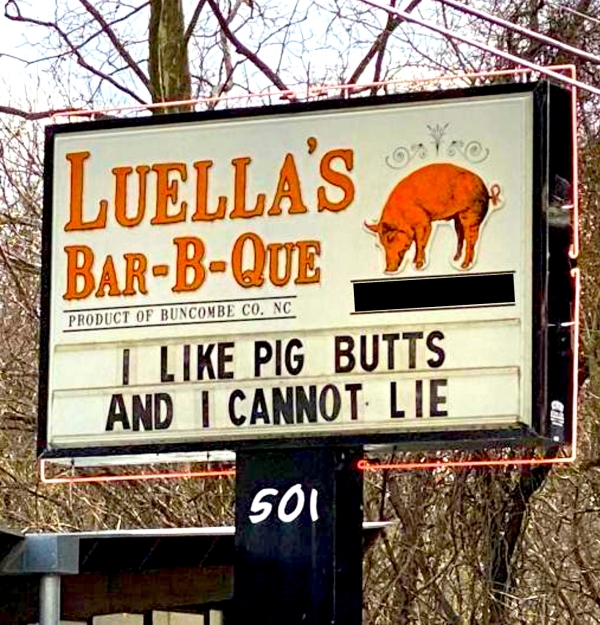 LUELLA'S
BAR-B-QUE
PRODUCT OF BUNCOMBE CO. NC
I LIKE PIG BUTTS
AND I CANNOT LIE
501